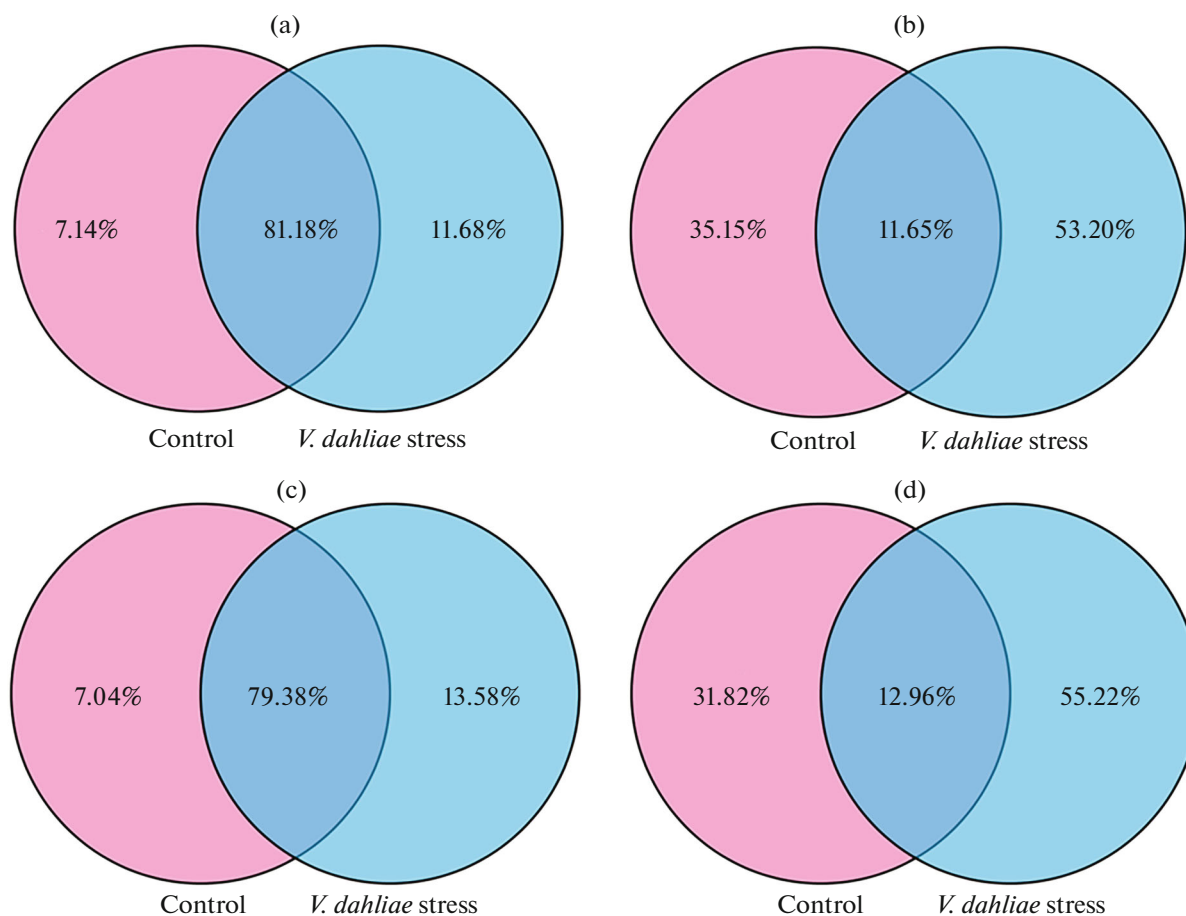 (a)
7.14% 81.18% 11.68%
Control V. dahliae stress
(b)
35.15% 11.65% 53.20%
Control V. dahliae stress
(c)
7.04% 79.38% 13.58%
Control V. dahliae stress
(d)
31.82% 12.96% 55.22%
Control V. dahliae stress